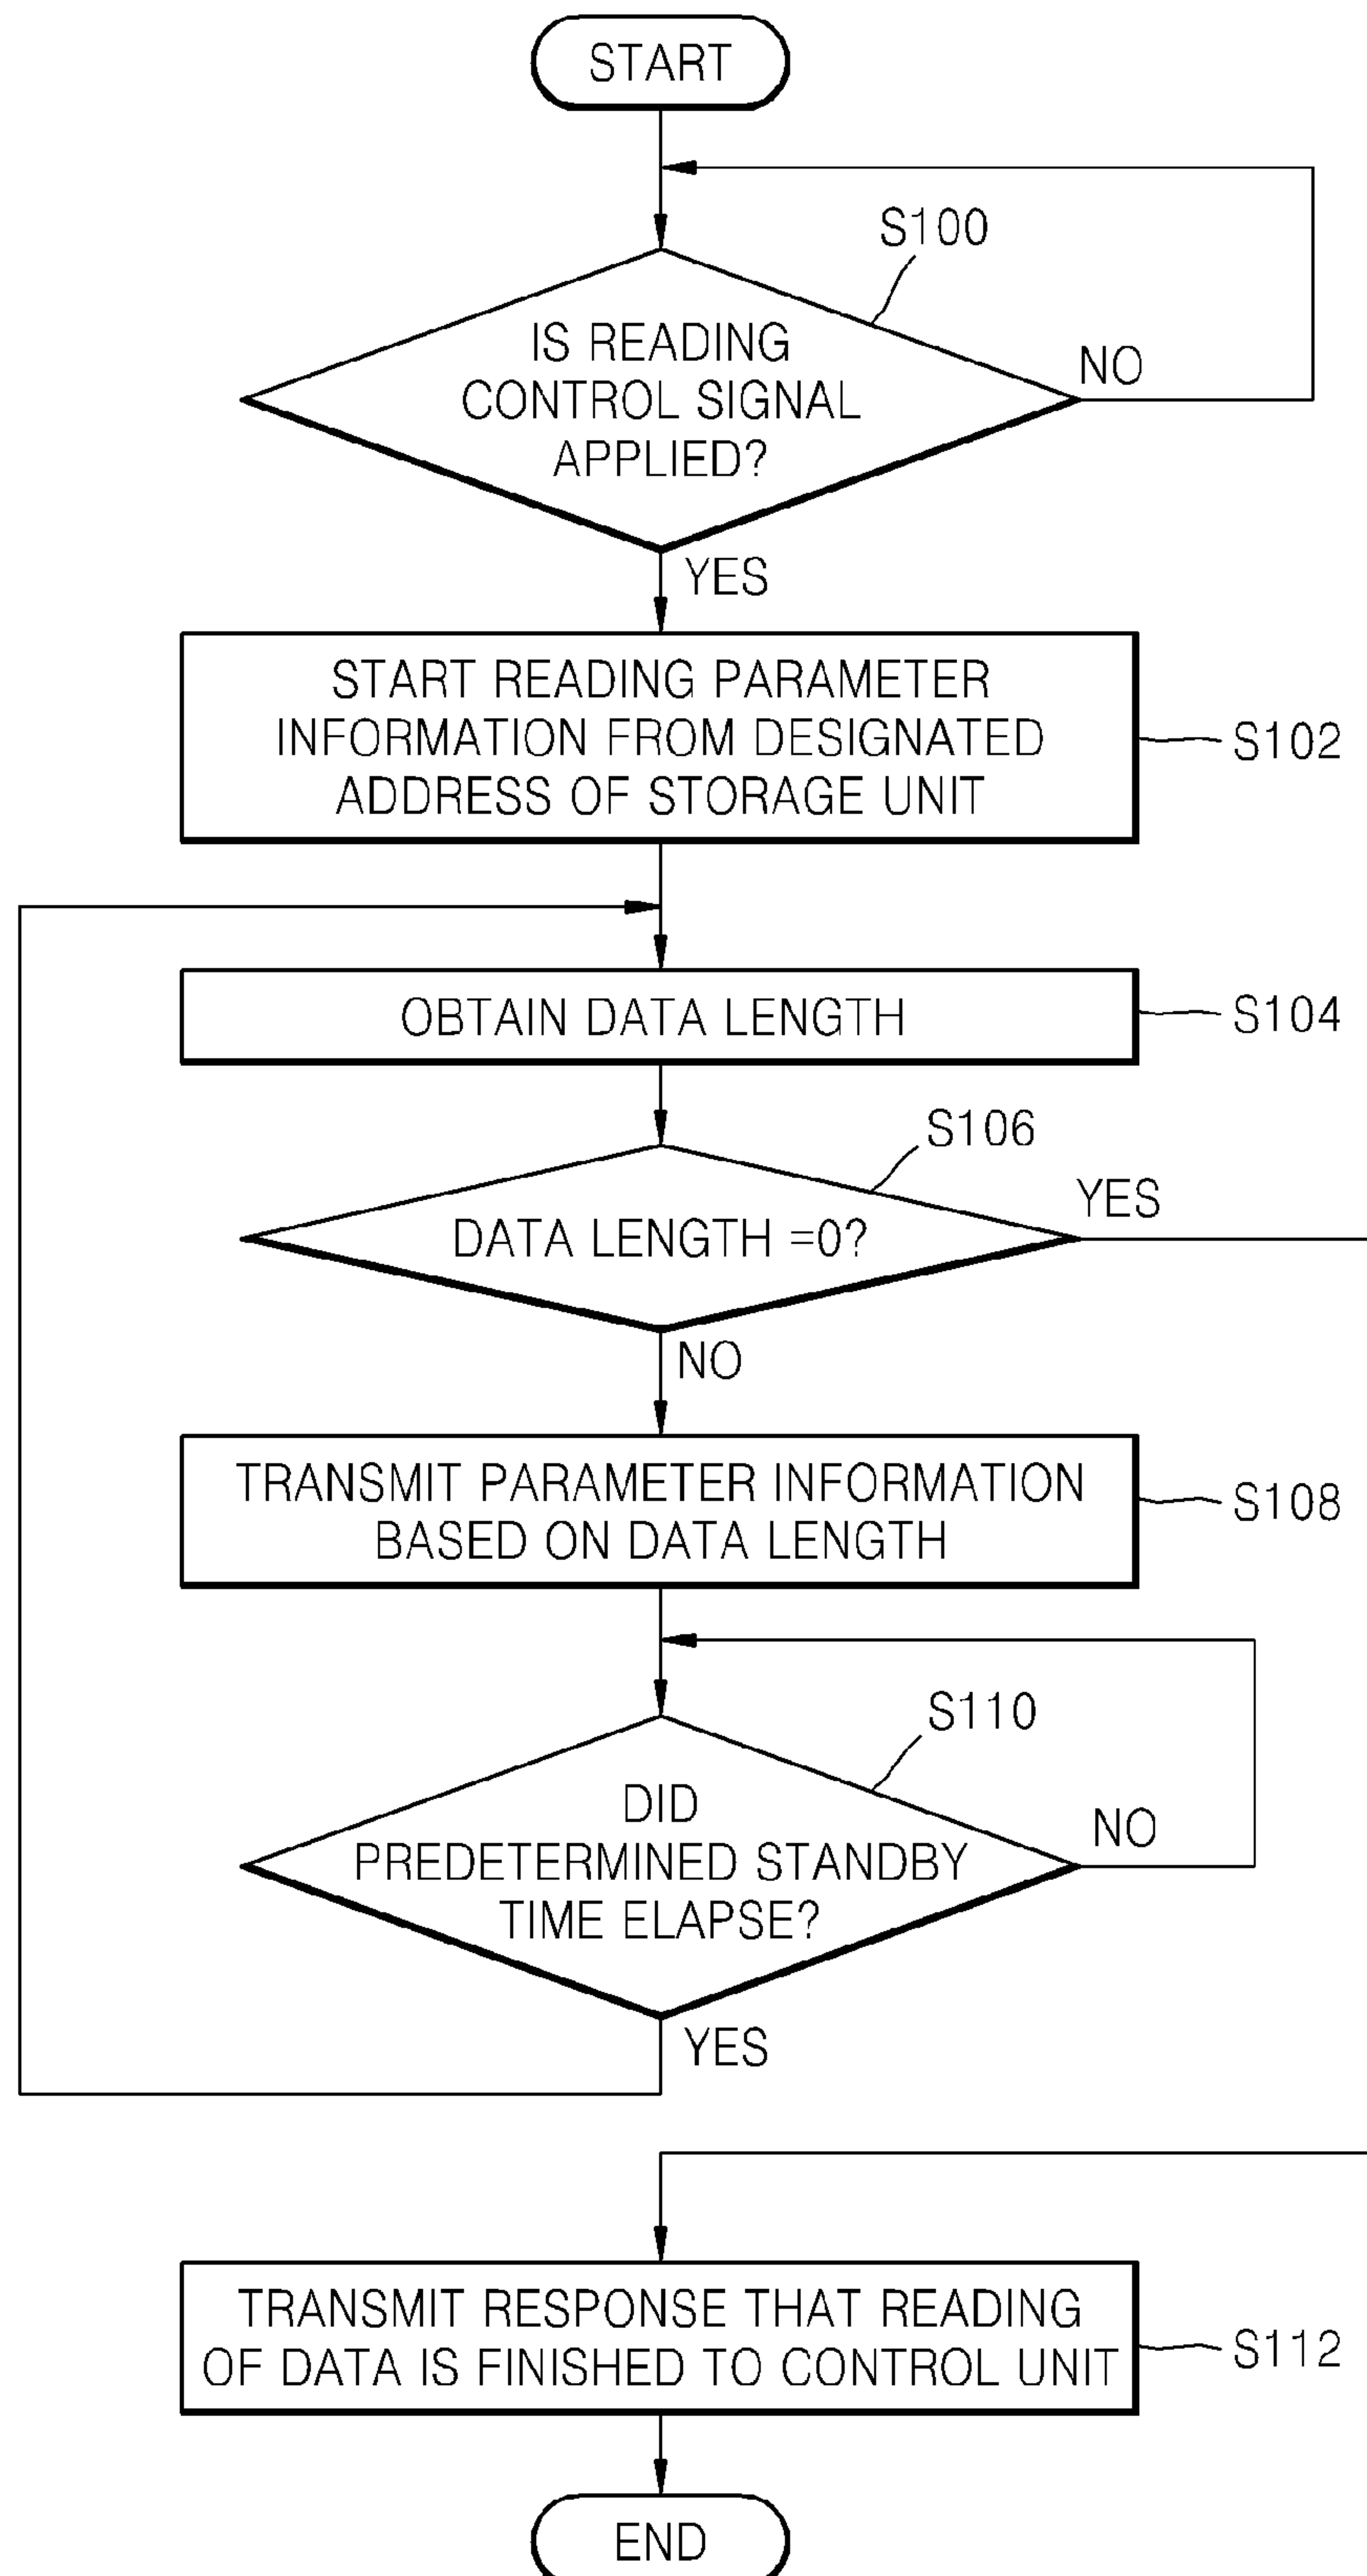 START
S100
IS READING
CONTROL SIGNAL
APPLIED?
NO
YES
START READING PARAMETER
INFORMATION FROM DESIGNATED
ADDRESS OF STORAGE UNIT
S102
OBTAIN DATA LENGTH
S104
S106
DATA LENGTH =0?
YES
NO
TRANSMIT PARAMETER INFORMATION
BASED ON DATA LENGTH
S108
S110
DID
PREDETERMINED STANDBY
TIME ELAPSE?
NO
YES
TRANSMIT RESPONSE THAT READING
OF DATA IS FINISHED TO CONTROL UNIT
S112
END